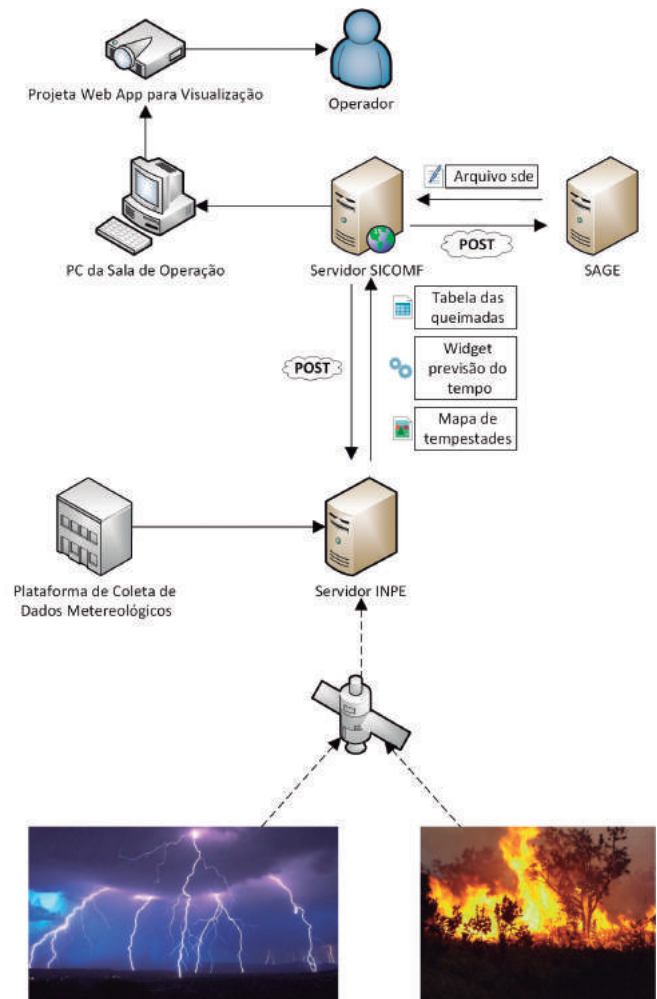 Projeta Web App para Visualização
Operador
Arquivo sde
POST
PC da Sala de Operação
Servidor SICOMF
SAGE
Tabela das
queimadas
POST
Widget
previsão do
tempo
Mapa de
tempestades
Plataforma de Coleta de
Dados Metereológicos
Servidor INPE